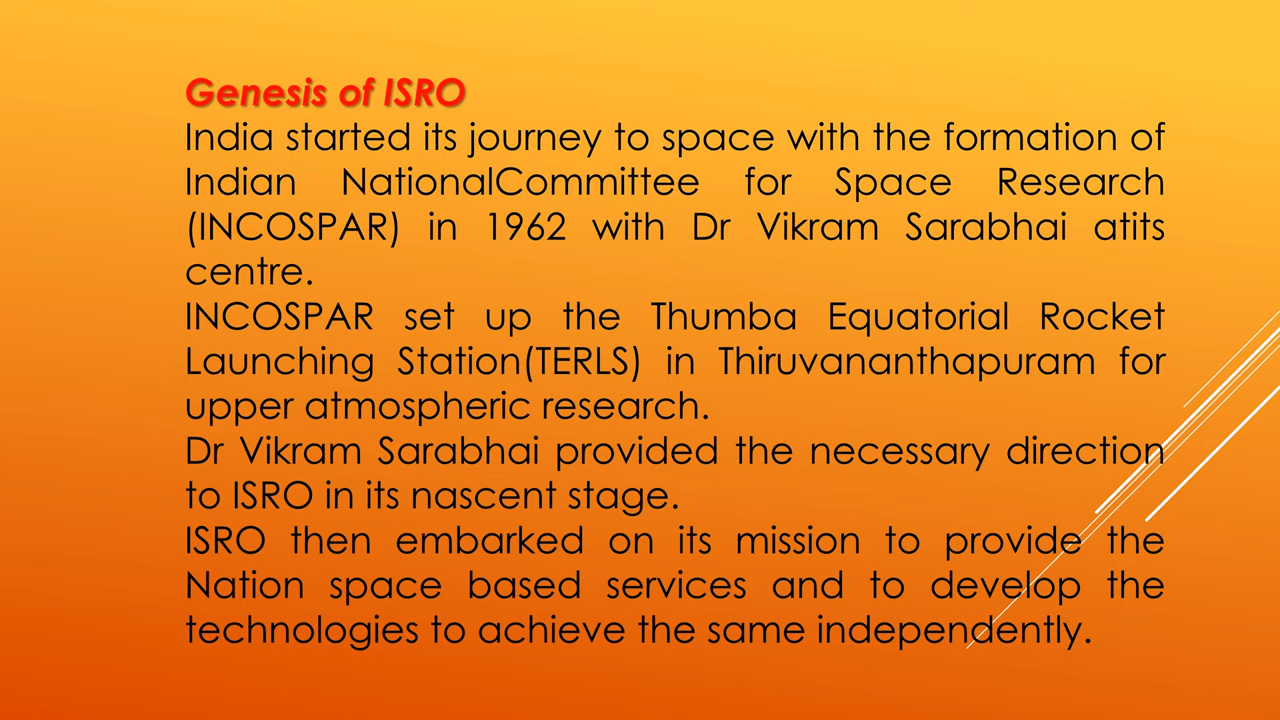 Genesis of ISRO
India started its journey to space with the formation of
Indian NationalCommittee for Space Research
(INCOSPAR) in 1962 with Dr Vikram Sarabhai atits
centre.
INCOSPAR set up the Thumba Equatorial Rocket
Launching Station(TERLS) in Thiruvananthapuram for
upper atmospheric research.
Dr Vikram Sarabhai provided the necessary direction
to ISRO in its nascent stage.
ISRO then embarked on its mission to provide the
Nation space based services and to develop the
technologies to achieve the same independently.